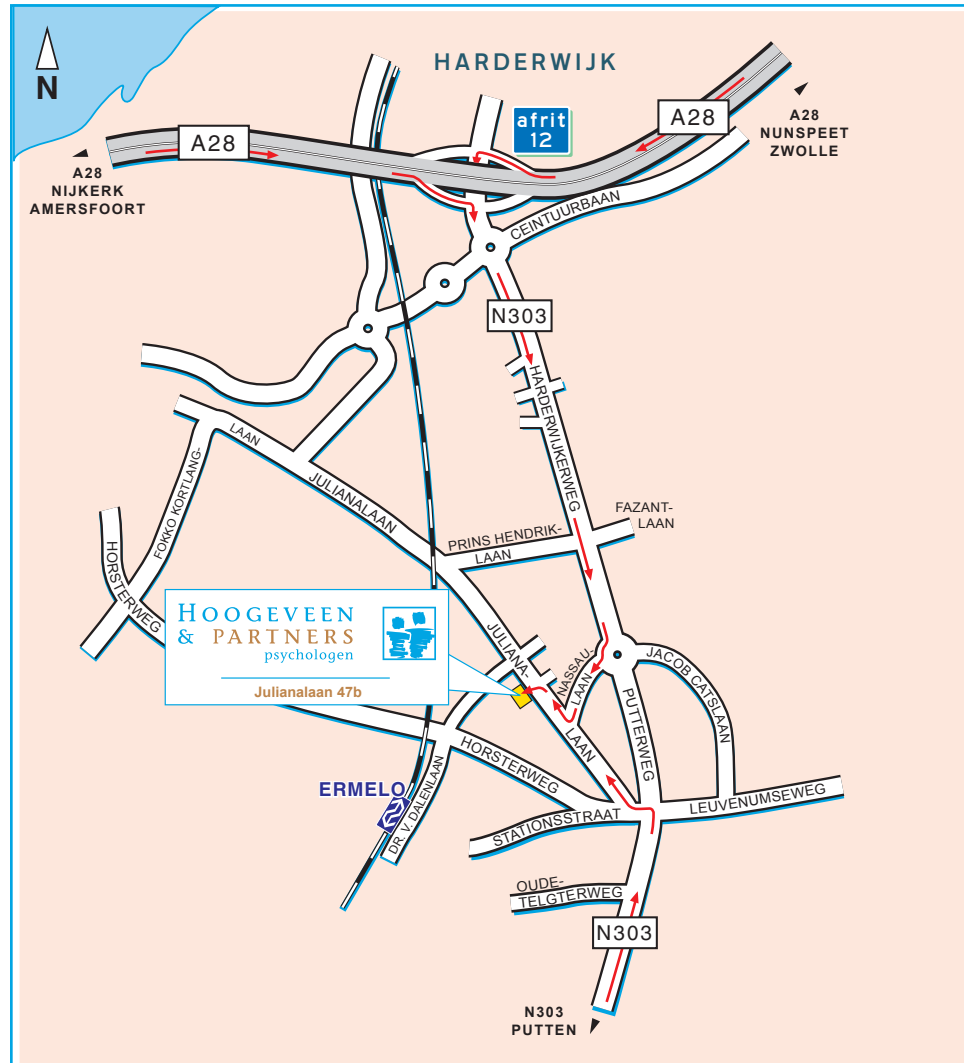 N
HARDERWIJK
afrit
12
A28
A28
A28
NUNSPEET
ZWOLLE
A28
NIJKERK
AMERSFOORT
CEINTUURBAAN
N303
HARDERWIJKERWEG
LAAN
JULIANALAAN
FOKKO KORTLANG-
HORSTERWEG
FAZANT-
LAAN
PRINS HENDRIK-
LAAN
HOOGEVEEN
& PARTNERS
psychologen
Julianalaan 47b
JULIANA-
LAAN
NASSAU-
LAAN
JACOB CATSLAAN
PUTTERWEG
HORSTERWEG
ERMELO
DR. V. DALENLAAN
STATIONSSTRAAT
LEUVENUMSEWEG
OUDE-
TELGTERWEG
N303
N303
PUTTEN